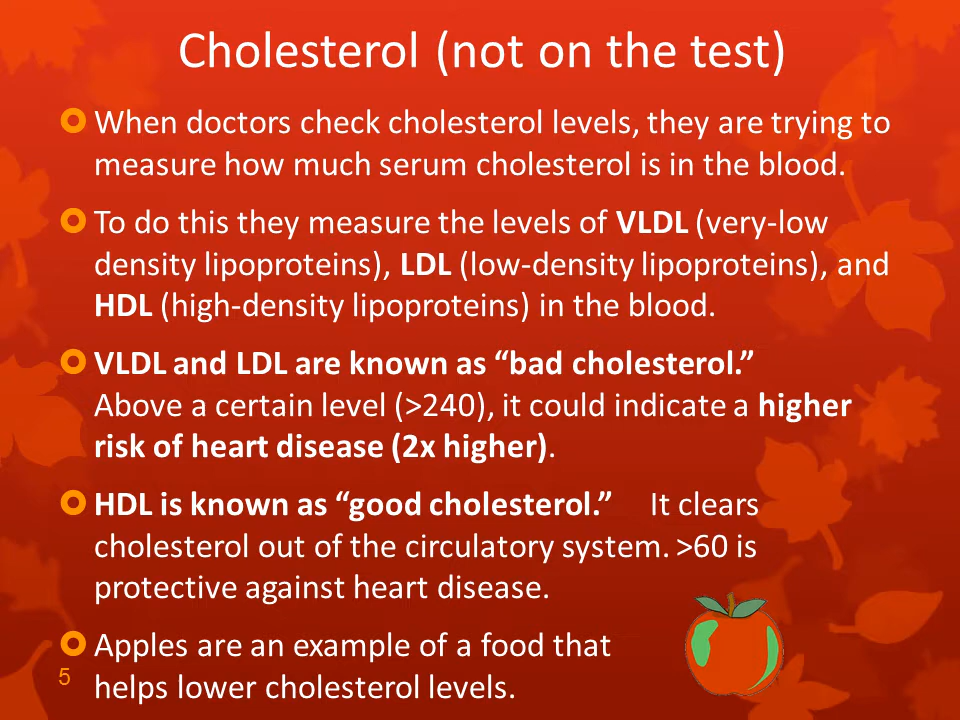 Cholesterol (not on the test)
When doctors check cholesterol levels, they are trying to
measure how much serum cholesterol is in the blood.
To do this they measure the levels of VLDL (very-low
density lipoproteins), LDL (low-density lipoproteins), and
HDL (high-density lipoproteins) in the blood.
VLDL and LDL are known as “bad cholesterol.”
Above a certain level (>240), it could indicate a higher
risk of heart disease (2x higher).
HDL is known as “good cholesterol.” It clears
cholesterol out of the circulatory system. >60 is
protective against heart disease.
Apples are an example of a food that
helps lower cholesterol levels.
5